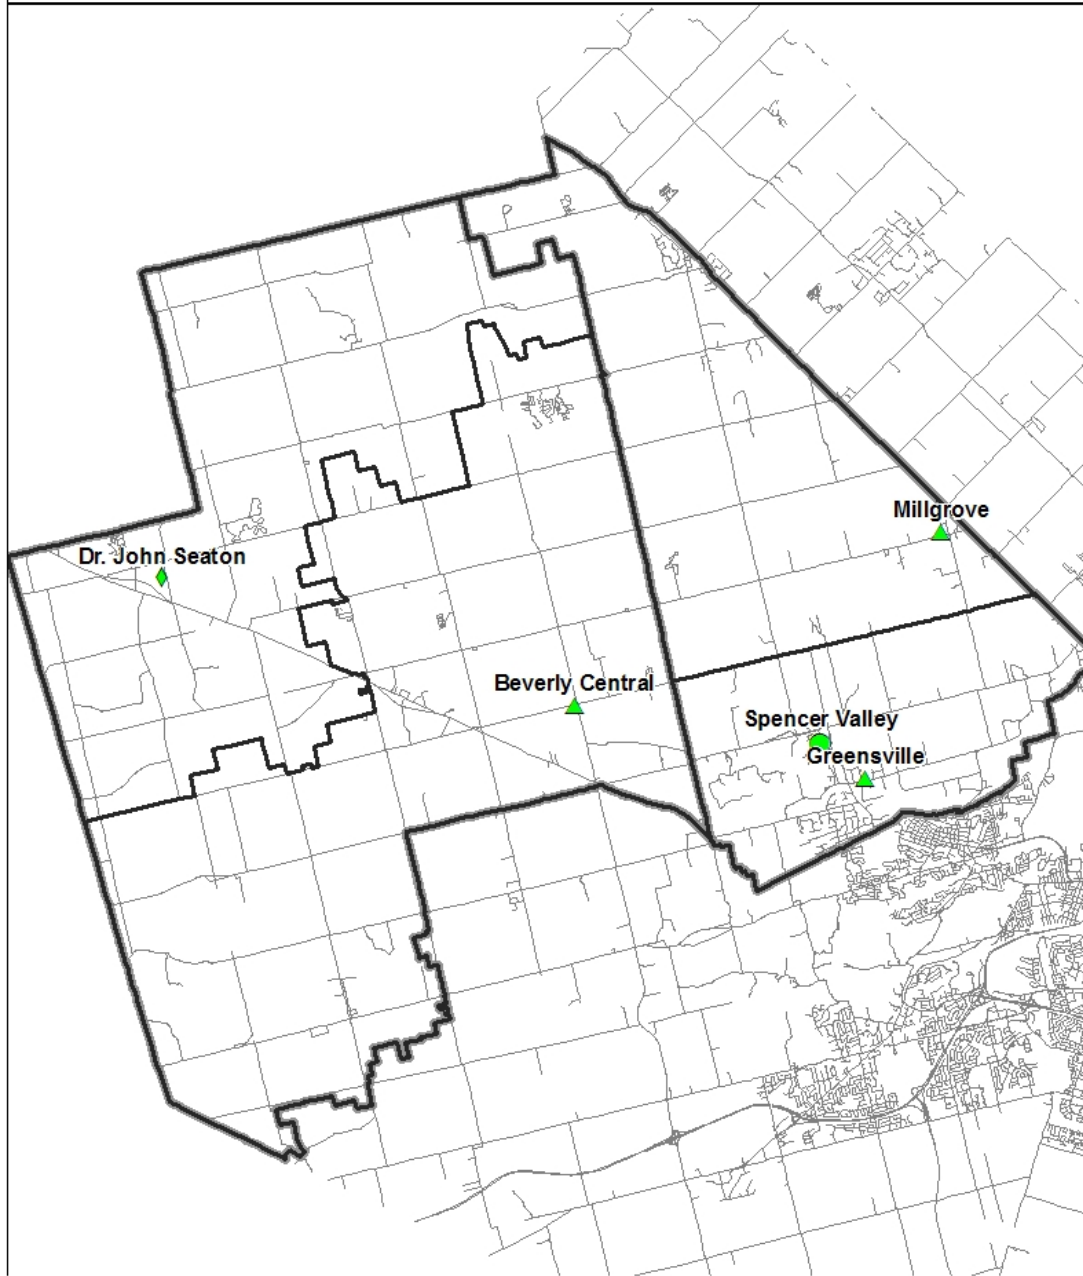 Millgrove
Dr. John Seaton
Beverly Central
Spencer Valley
Greensville